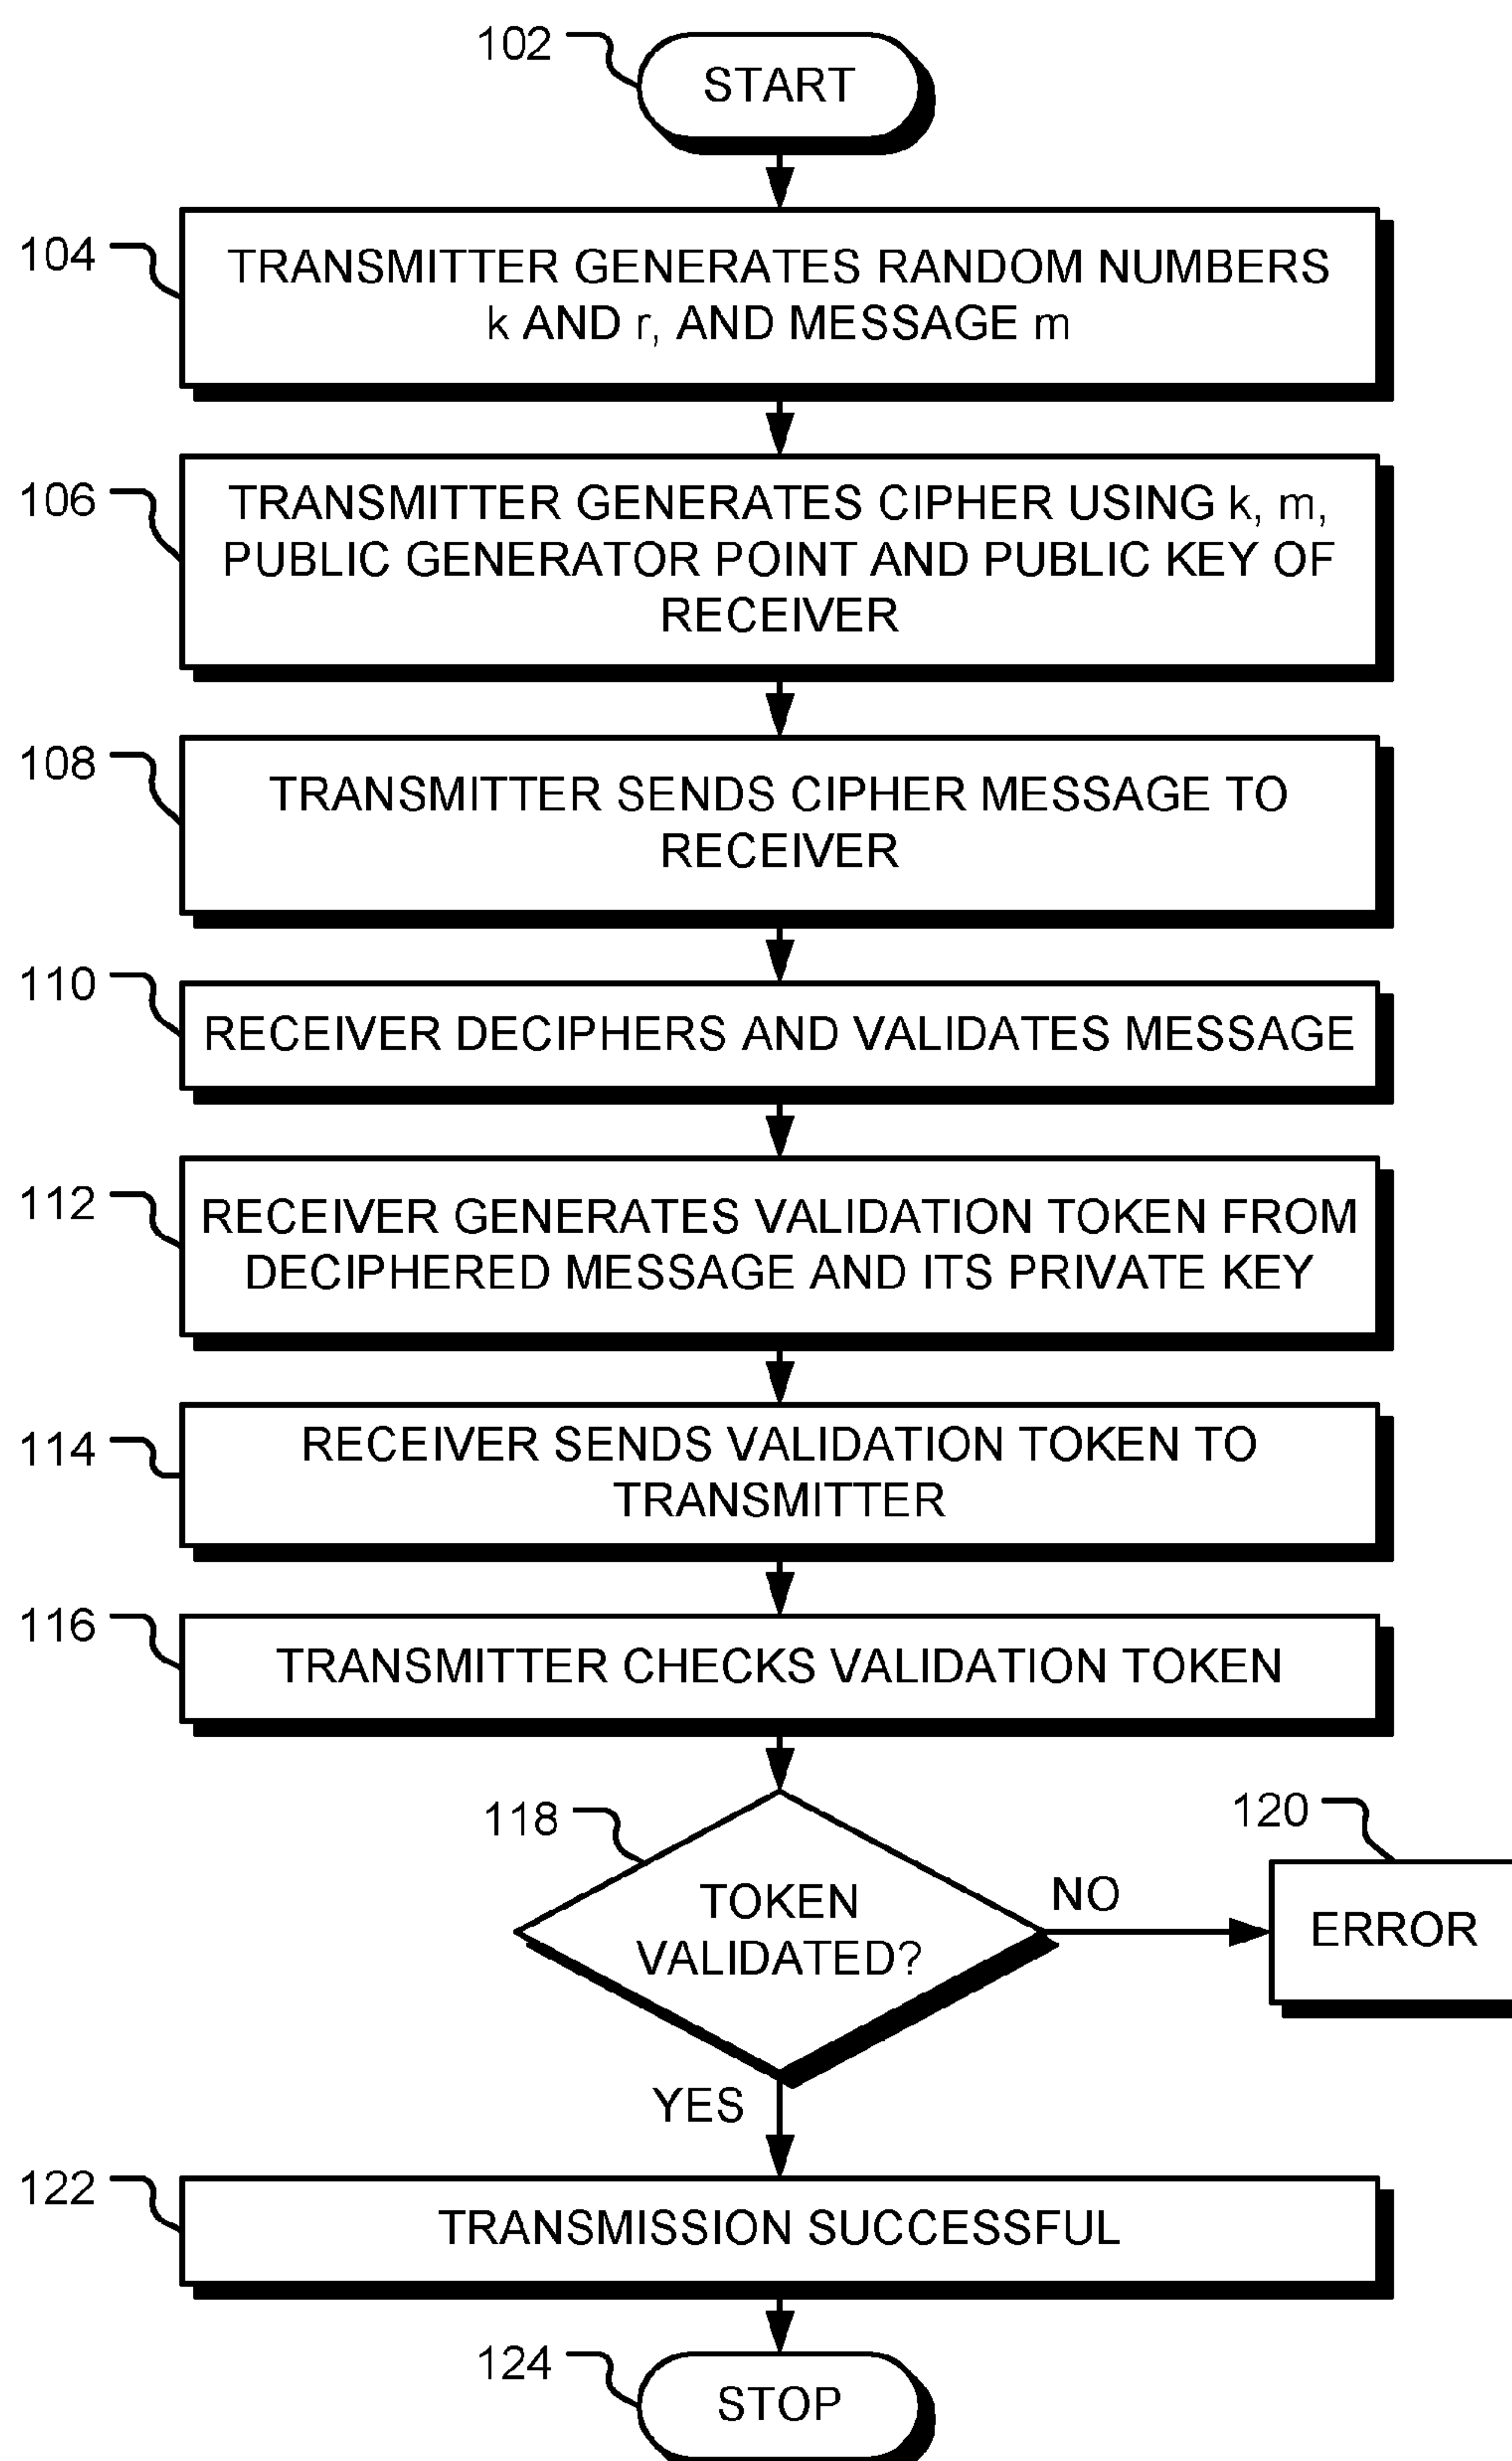 102
START
104
TRANSMITTER GENERATES RANDOM NUMBERS
k AND r, AND MESSAGE m
106
TRANSMITTER GENERATES CIPHER USING k, m,
PUBLIC GENERATOR POINT AND PUBLIC KEY OF
RECEIVER
108
TRANSMITTER SENDS CIPHER MESSAGE TO
RECEIVER
110
RECEIVER DECIPHERS AND VALIDATES MESSAGE
112
RECEIVER GENERATES VALIDATION TOKEN FROM
DECIPHERED MESSAGE AND ITS PRIVATE KEY
114
RECEIVER SENDS VALIDATION TOKEN TO
TRANSMITTER
116
TRANSMITTER CHECKS VALIDATION TOKEN
118
TOKEN
VALIDATED?
NO
120
ERROR
YES
122
TRANSMISSION SUCCESSFUL
124
STOP